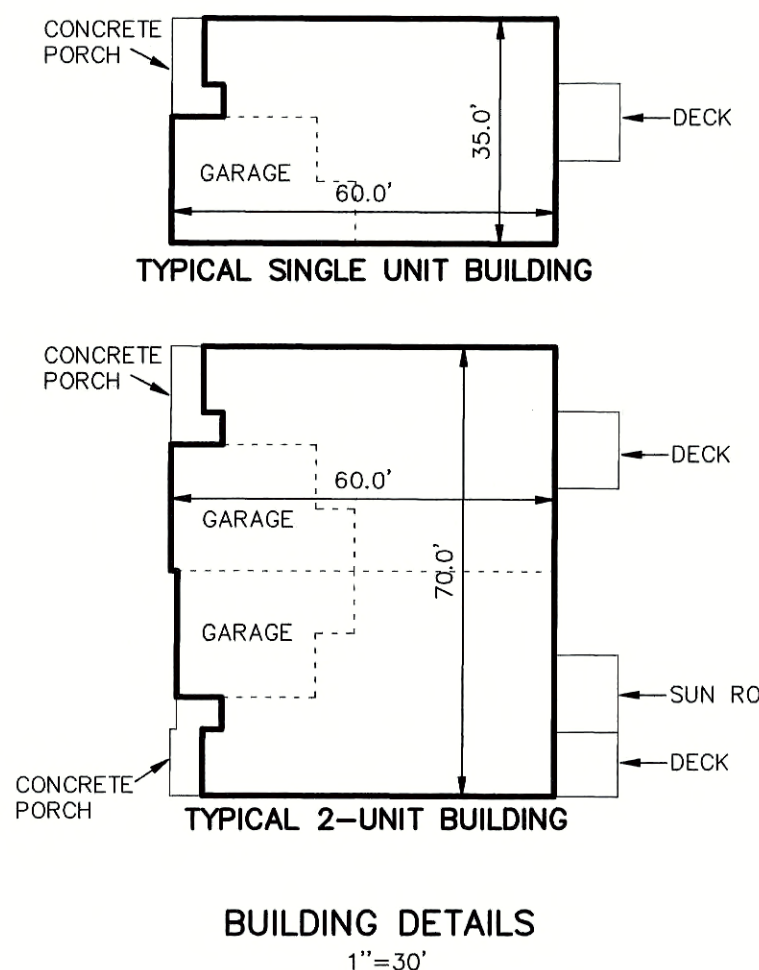 CONCRETE
PORCH
DECK
35.0'
GARAGE
60.0'
TYPICAL SINGLE UNIT BUILDING
CONCRETE
PORCH
DECK
60.0'
GARAGE
70.0'
GARAGE
SUN RO
DECK
CONCRETE
PORCH
TYPICAL 2-UNIT BUILDING
BUILDING DETAILS
1"=30'